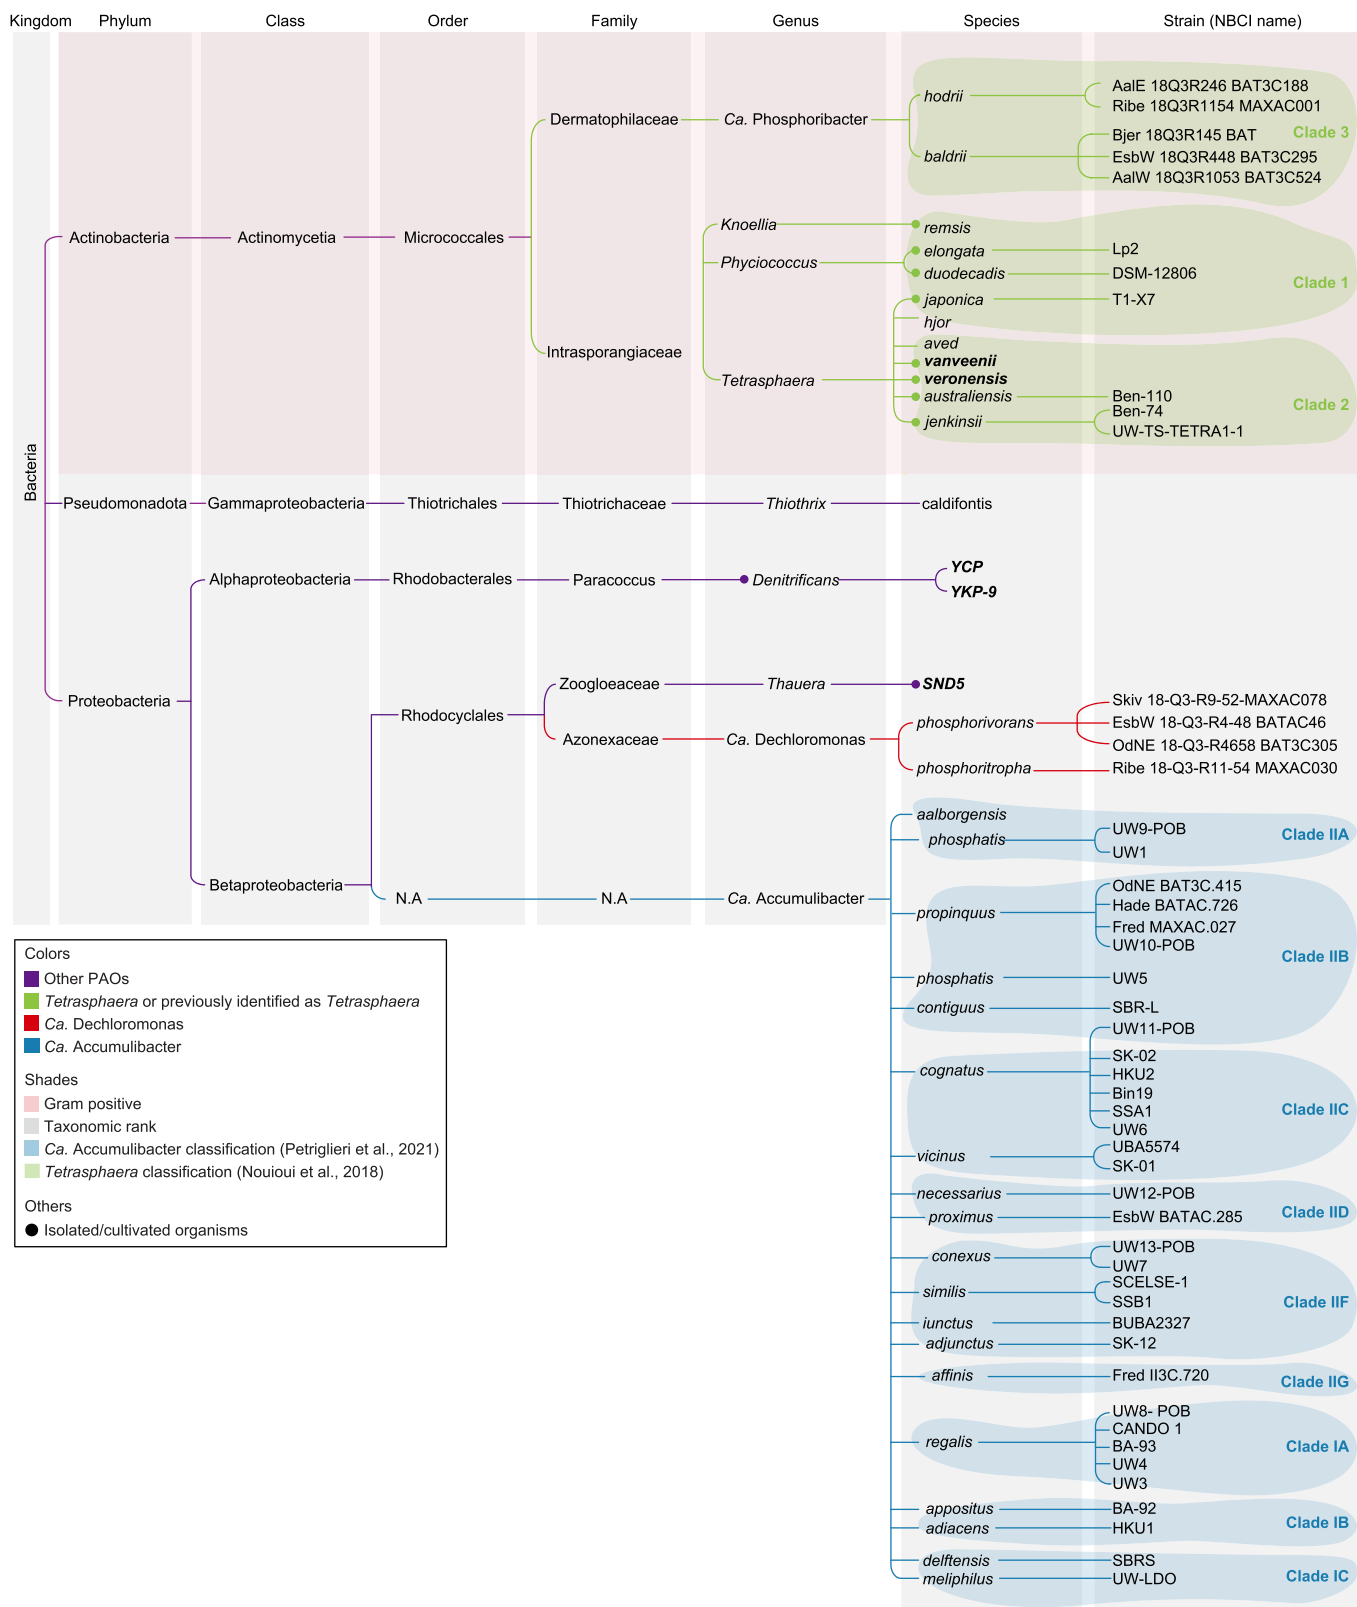 Kingdom Phylum Class Order Family Genus Species Strain (NBCI name)
hodrii
AalE 18Q3R246 BAT3C188
Ribe 18Q3R1154 MAXAC001
Dermatophilaceae Ca. Phosphoribacter
Clade 3
Bjer 18Q3R145 BAT
baldrii
EsbW 18Q3R448 BAT3C295
AalW 18Q3R1053 BAT3C524
Actinobacteria Actinomycetia Micrococcales
Knoellia remsis
Phyciococcus
elongata Lp2
duodecadis DSM-12806
Clade 1
japonica T1-X7
hjor
Intrasporangiaceae
aved
vanveenii
Tetrasphaera veronensis
australiensis Ben-110
Clade 2
jenkinsii
Ben-74
UW-TS-TETRA1-1
Bacteria
Pseudomonadota Gammaproteobacteria Thiotrichales Thiotrichaceae Thiothrix caldifontis
Alphaproteobacteria Rhodobacterales Paracoccus Denitrificans
YCP
YKP-9
Proteobacteria
Rhodocyclales
Zoogloeaceae Thauera SND5
Azonexaceae Ca. Dechloromonas
phosphorivorans
Skiv 18-Q3-R9-52-MAXAC078
EsbW 18-Q3-R4-48 BATAC46
OdNE 18-Q3-R4658 BAT3C305
phosphoritropha Ribe 18-Q3-R11-54 MAXAC030
Betaproteobacteria
N.A N.A Ca. Accumulibacter
aalborgensis
phosphatis
UW9-POB
UW1
Clade IIA
propinquus
OdNE BAT3C.415
Hade BATAC.726
Fred MAXAC.027
UW10-POB
Clade IIB
phosphatis UW5
contiguus SBR-L
cognatus
UW11-POB
SK-02
HKU2
Bin19
SSA1
UW6
Clade IIC
vicinus
UBA5574
SK-01
necessarius UW12-POB
proximus EsbW BATAC.285
Clade IID
conexus
UW13-POB
UW7
similis
SCELSE-1
SSB1
Clade IIF
iunctus BUBA2327
adjunctus SK-12
affinis Fred II3C.720
Clade IIG
regalis
UW8- POB
CANDO 1
BA-93
UW4
UW3
Clade IA
appositus BA-92
adiacens HKU1
Clade IB
delftensis SBRS
meliphilus UW-LDO
Clade IC
Colors
Other PAOs
Tetrasphaera or previously identified as Tetrasphaera
Ca. Dechloromonas
Ca. Accumulibacter
Shades
Gram positive
Taxonomic rank
Ca. Accumulibacter classification (Petriglieri et al., 2021)
Tetrasphaera classification (Nouioui et al., 2018)
Others
Isolated/cultivated organisms